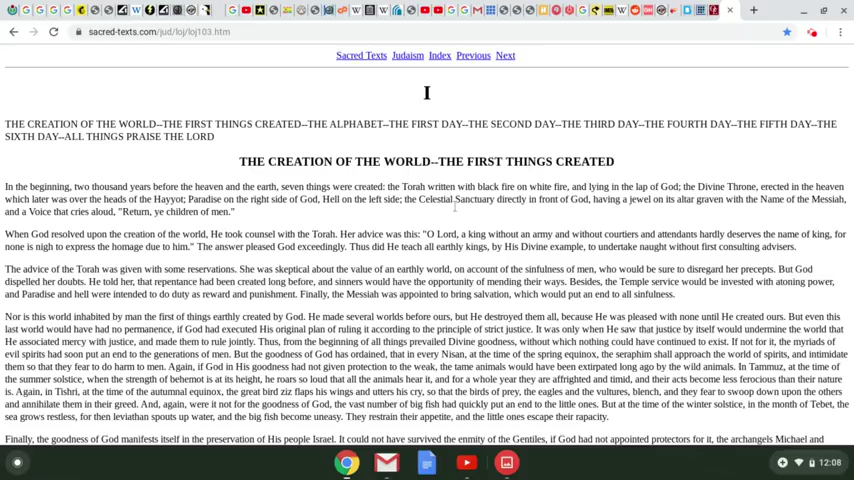 sacred-texts.com/jud/loj/loj103.htm
Sacred Texts Judaism Index Previous Next
I
THE CREATION OF THE WORLD--THE FIRST THINGS CREATED--THE ALPHABET--THE FIRST DAY--THE SECOND DAY--THE THIRD DAY--THE FOURTH DAY--THE FIFTH DAY--THE
SIXTH DAY--ALL THINGS PRAISE THE LORD
THE CREATION OF THE WORLD--THE FIRST THINGS CREATED
In the beginning, two thousand years before the heaven and the earth, seven things were created: the Torah written with black fire on white fire, and lying in the lap of God; the Divine Throne, erected in the heaven
which later was over the heads of the Hayyot; Paradise on the right side of God, Hell on the left side; the Celestial Sanctuary directly in front of God, having a jewel on its altar graven with the Name of the Messiah,
and a Voice that cries aloud, "Return, ye children of men."
When God resolved upon the creation of the world, He took counsel with the Torah. Her advice was this: "O Lord, a king without an army and without courtiers and attendants hardly deserves the name of king, for
none is nigh to express the homage due to him." The answer pleased God exceedingly. Thus did He teach all earthly kings, by His Divine example, to undertake naught without first consulting advisers.
The advice of the Torah was given with some reservations. She was skeptical about the value of an earthly world, on account of the sinfulness of men, who would be sure to disregard her precepts. But God
dispelled her doubts. He told her, that repentance had been created long before, and sinners would have the opportunity of mending their ways. Besides, the Temple service would be invested with atoning power,
and Paradise and hell were intended to do duty as reward and punishment. Finally, the Messiah was appointed to bring salvation, which would put an end to all sinfulness.
Nor is this world inhabited by man the first of things earthly created by God. He made several worlds before ours, but He destroyed them all, because He was pleased with none until He created ours. But even this
last world would have had no permanence, if God had executed His original plan of ruling it according to the principle of strict justice. It was only when He saw that justice by itself would undermine the world that
He associated mercy with justice, and made them to rule jointly. Thus, from the beginning of all things prevailed Divine goodness, without which nothing could have continued to exist. If not for it, the myriads of
evil spirits had soon put an end to the generations of men. But the goodness of God has ordained, that in every Nisan, at the time of the spring equinox, the seraphim shall approach the world of spirits, and intimidate
them so that they fear to do harm to men. Again, if God in His goodness had not given protection to the weak, the tame animals would have been extirpated long ago by the wild animals. In Tammuz, at the time of
the summer solstice, when the strength of behemot is at its height, he roars so loud that all the animals hear it, and for a whole year they are affrighted and timid, and their acts become less ferocious than their nature
is. Again, in Tishri, at the time of the autumnal equinox, the great bird ziz flaps his wings and utters his cry, so that the birds of prey, the eagles and the vultures, blench, and they fear to swoop down upon the others
and annihilate them in their greed. And, again, were it not for the goodness of God, the vast number of big fish had quickly put an end to the little ones. But at the time of the winter solstice, in the month of Tebet, the
sea grows restless, for then leviathan spouts up water, and the big fish become uneasy. They restrain their appetite, and the little ones escape their rapacity.
Finally, the goodness of God manifests itself in the preservation of His people Israel. It could not have survived the enmity of the Gentiles, if God had not appointed protectors for it, the archangels Michael and
12:08